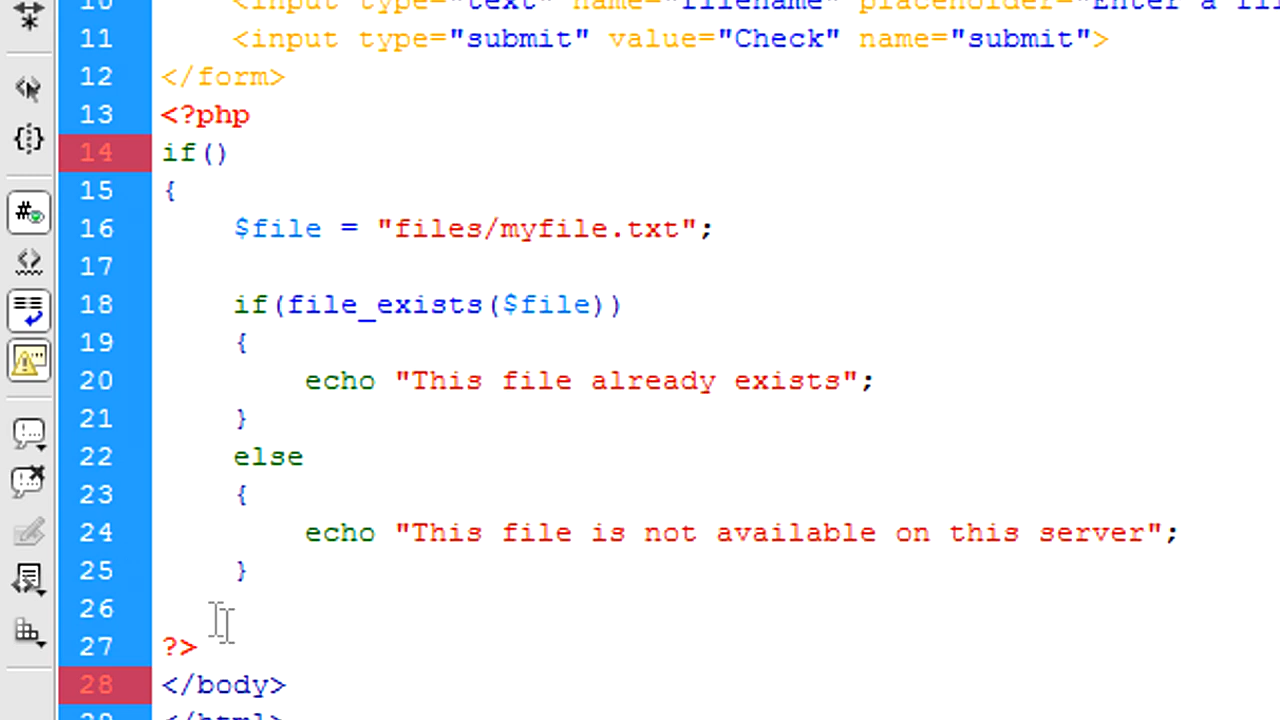 10 <input type="text" name="filename" placeholder="Enter a
11 <input type="submit" value="Check" name="submit">
12 </form>
13 <?php
14 if()
15 {
16 $file = "files/myfile.txt";
17
18 if(file_exists($file))
19 {
20 echo "This file already exists";
21 }
22 else
23 {
24 echo "This file is not available on this server";
25 }
26
27 ?>
28 </body>
29 </html>